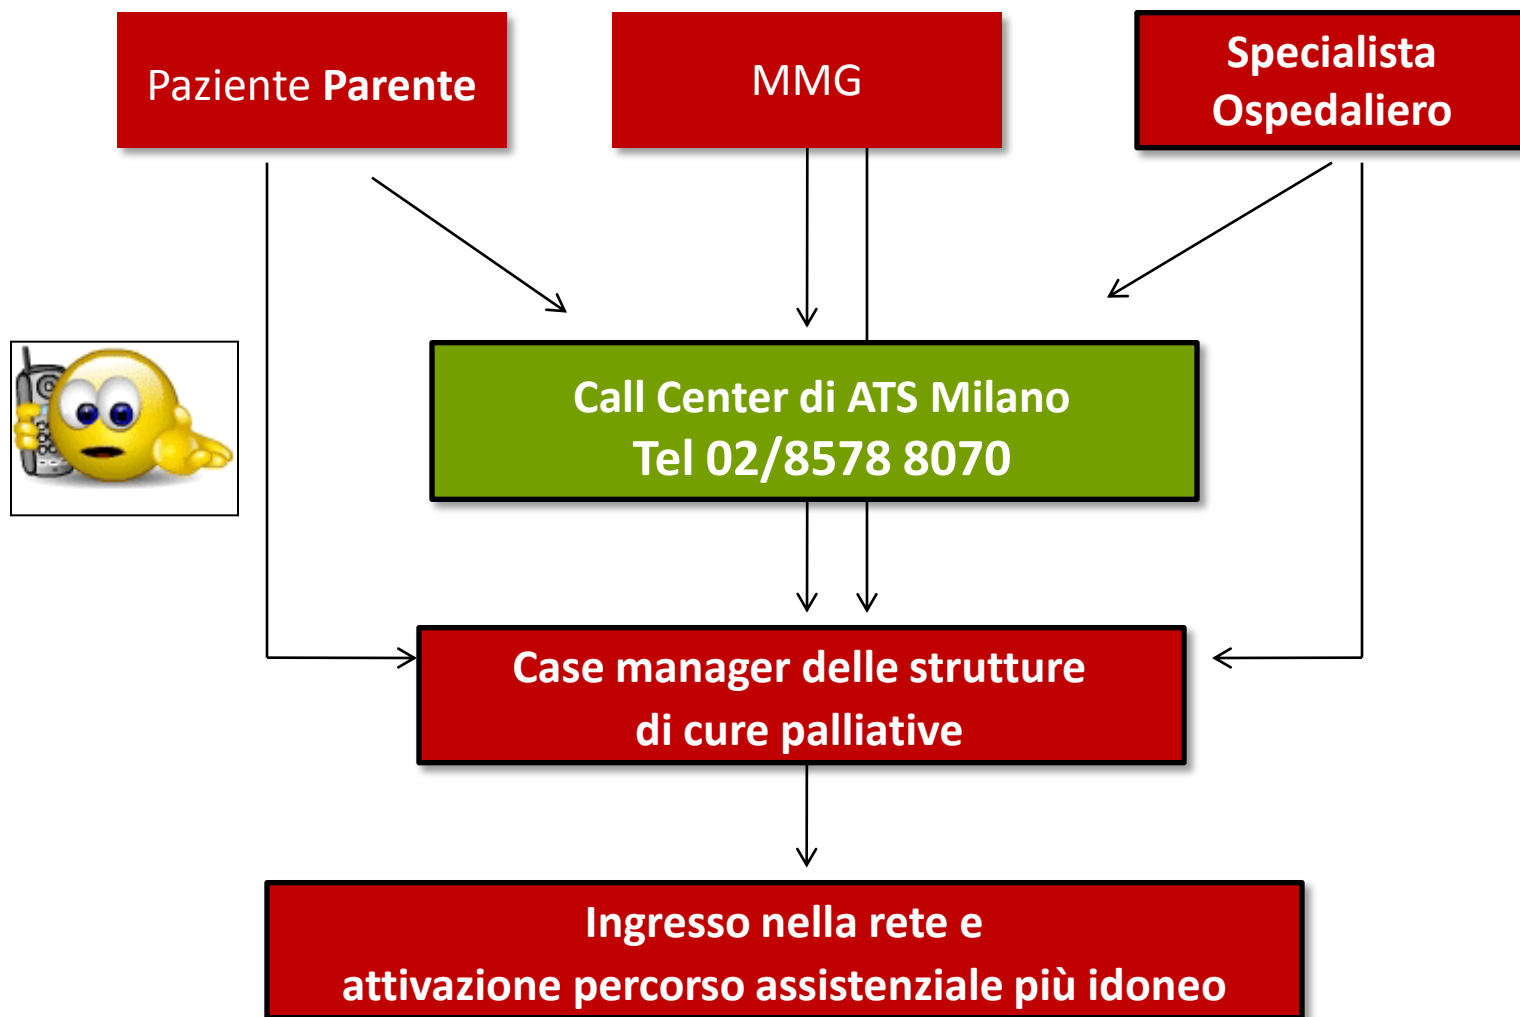 Paziente Parente
MMG
Specialista
Ospedaliero
Call Center di ATS Milano
Tel 02/8578 8070
Case manager delle strutture
di cure palliative
Ingresso nella rete e
attivazione percorso assistenziale più idoneo